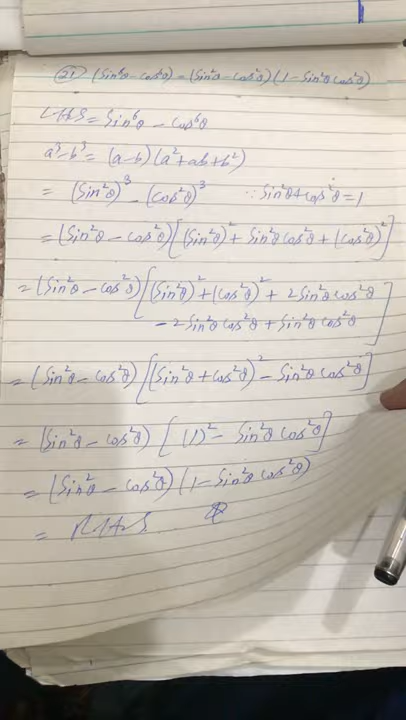 (21) (Sin⁶θ - cos⁶θ) = (Sin²θ - cos²θ) (1 - Sin²θ cos²θ)
LHS = Sin⁶θ - cos⁶θ
a³-b³ = (a-b) (a²+ab+b²)
= (Sin²θ)³ - (cos²θ)³ ∵ Sin²θ + cos²θ = 1
= (Sin²θ - cos²θ) [(Sin²θ)² + Sin²θ cos²θ + (cos²θ)²]
= (Sin²θ - cos²θ) [(Sin²θ)² + (cos²θ)² + 2Sin²θ cos²θ
- 2Sin²θ cos²θ + Sin²θ cos²θ]
= (Sin²θ - cos²θ) [(Sin²θ + cos²θ)² - Sin²θ cos²θ]
= (Sin²θ - cos²θ) [(1)² - Sin²θ cos²θ]
= (Sin²θ - cos²θ) (1 - Sin²θ cos²θ)
= RHS